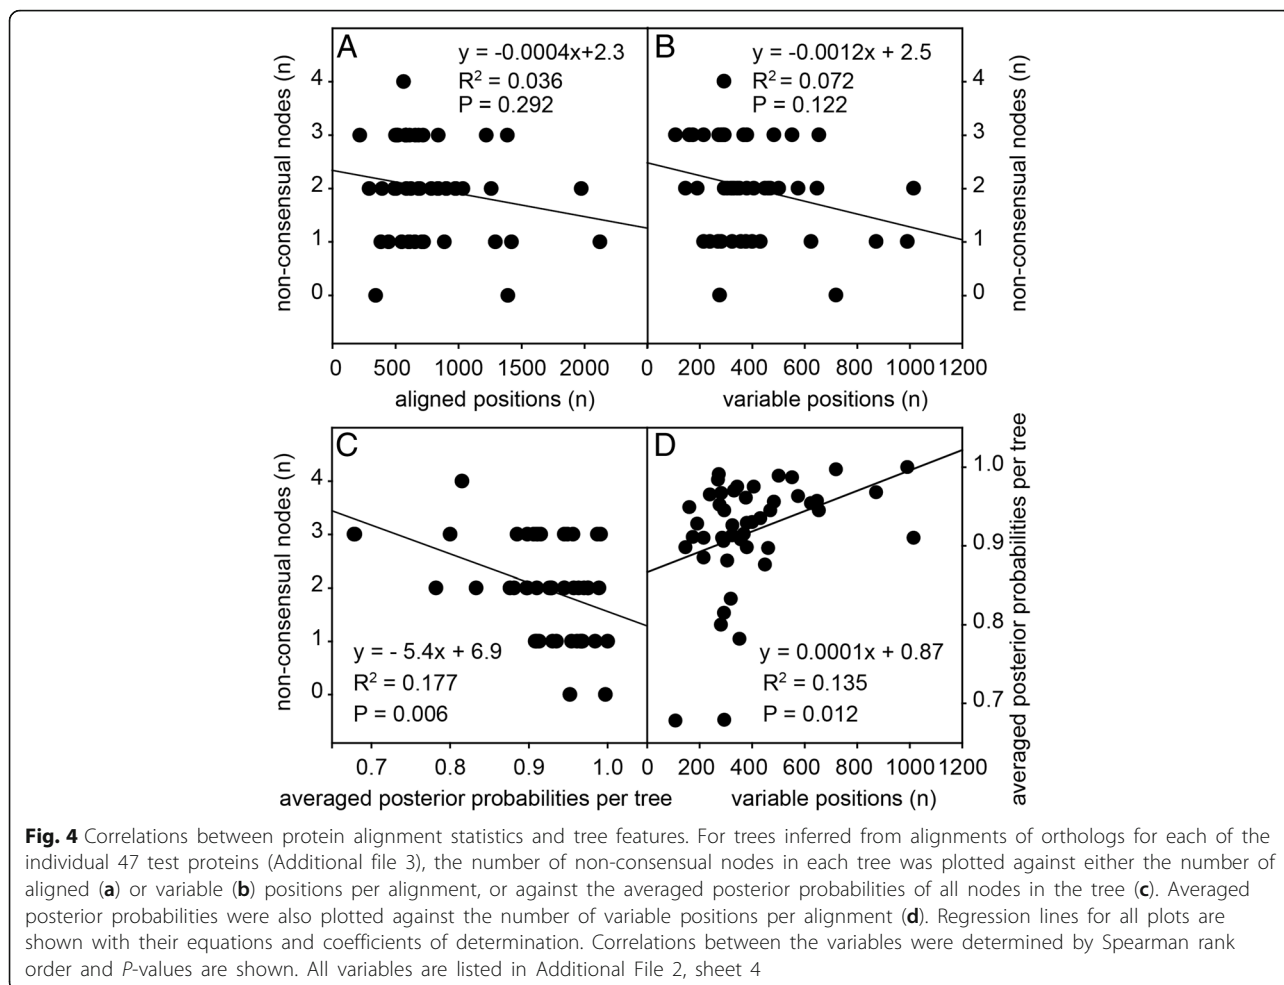 A
y = -0.0004x+2.3
R² = 0.036
P = 0.292
non-consensual nodes (n)
4
3
2
1
0
0 500 1000 1500 2000
aligned positions (n)
B
y = -0.0012x + 2.5
R² = 0.072
P = 0.122
4
3
2
1
0
non-consensual nodes (n)
0 200 400 600 800 1000 1200
variable positions (n)
C
non-consensual nodes (n)
4
3
2
1
0
y = - 5.4x + 6.9
R² = 0.177
P = 0.006
0.7 0.8 0.9 1.0
averaged posterior probabilities per tree
D
1.0
0.9
0.8
0.7
averaged posterior probabilities per tree
y = 0.0001x + 0.87
R² = 0.135
P = 0.012
0 200 400 600 800 1000 1200
variable positions (n)
Fig. 4 Correlations between protein alignment statistics and tree features. For trees inferred from alignments of orthologs for each of the
individual 47 test proteins (Additional file 3), the number of non-consensual nodes in each tree was plotted against either the number of
aligned (a) or variable (b) positions per alignment, or against the averaged posterior probabilities of all nodes in the tree (c). Averaged
posterior probabilities were also plotted against the number of variable positions per alignment (d). Regression lines for all plots are
shown with their equations and coefficients of determination. Correlations between the variables were determined by Spearman rank
order and P-values are shown. All variables are listed in Additional File 2, sheet 4